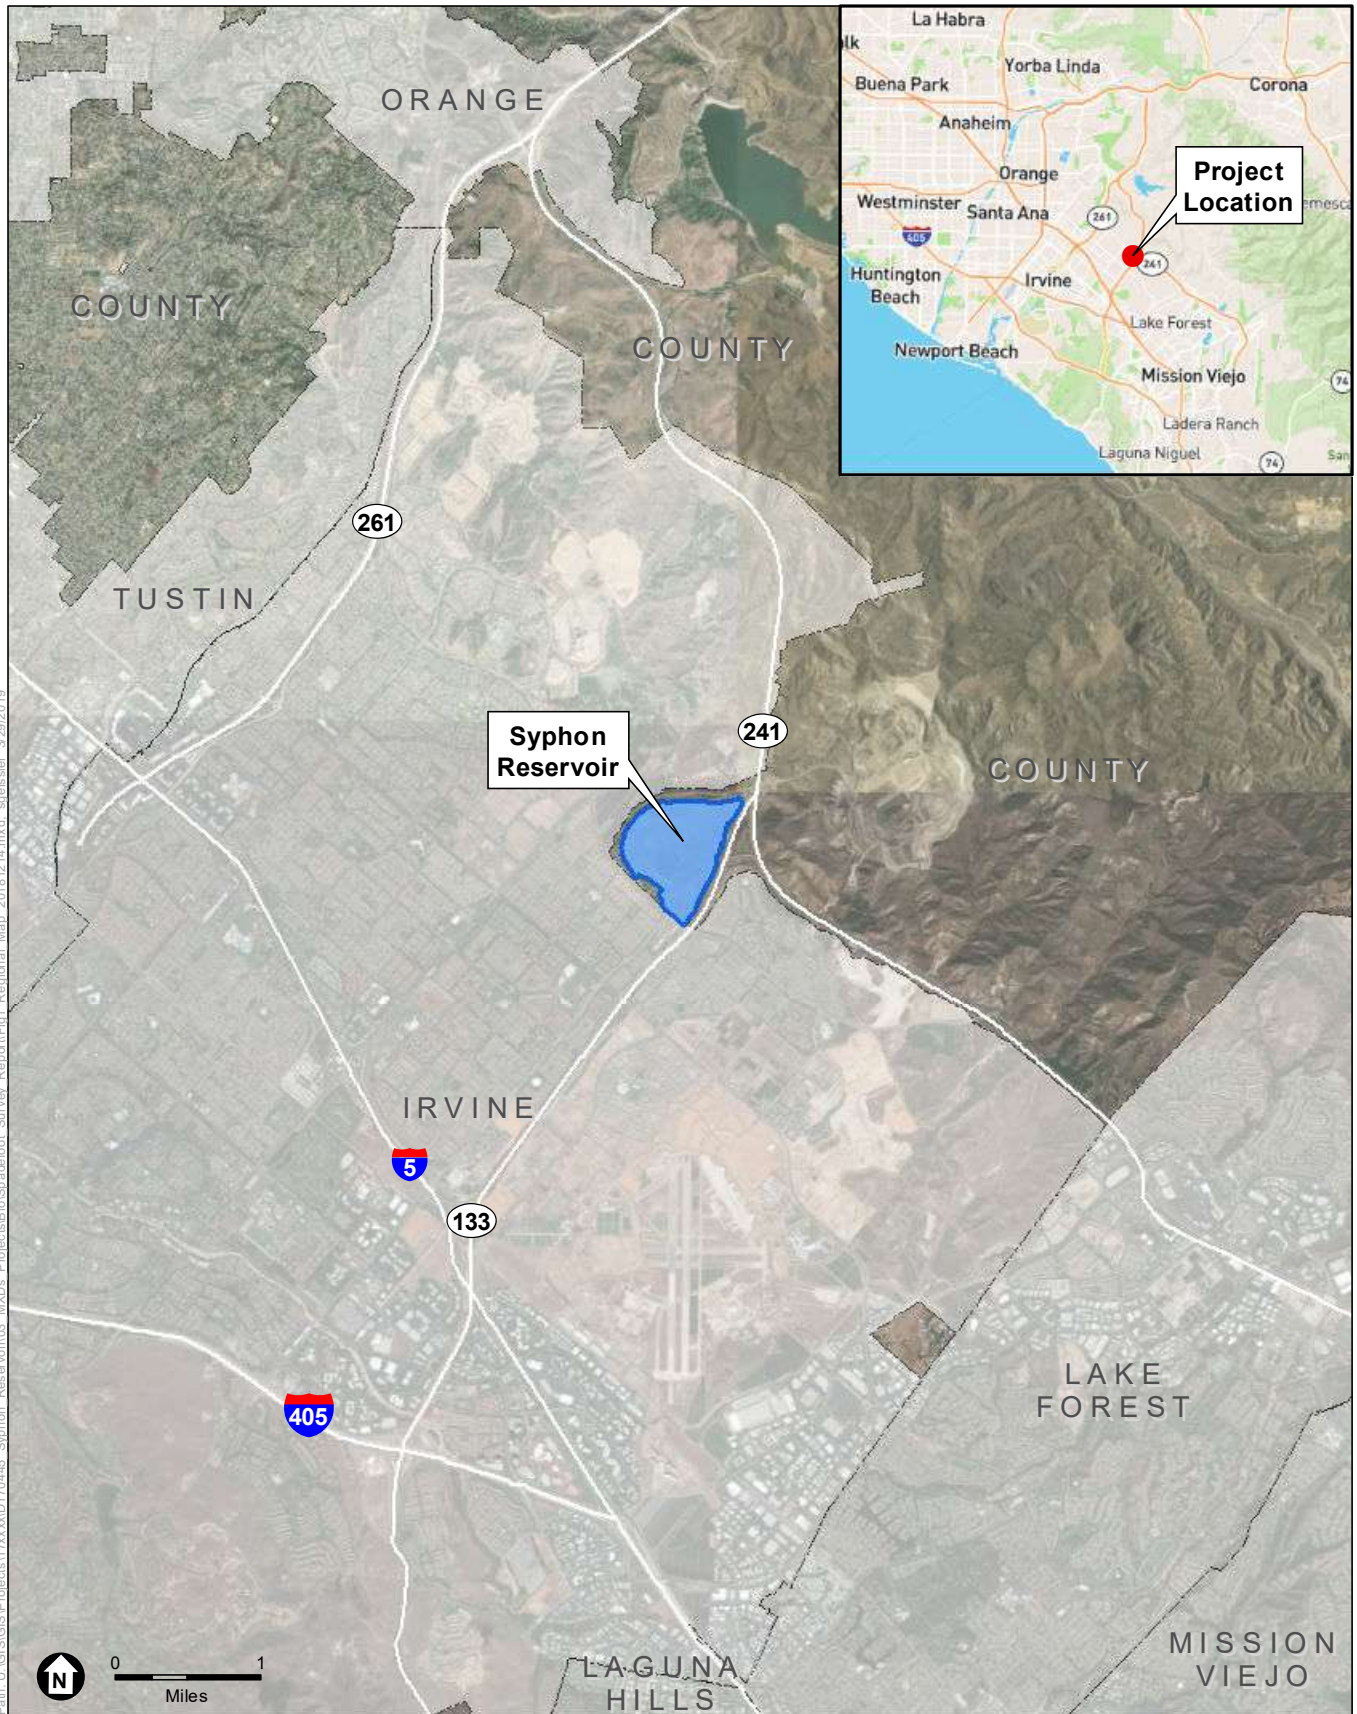 ORANGE
COUNTY
COUNTY
261
TUSTIN
241
Syphon
Reservoir
COUNTY
IRVINE
5
133
405
LAKE
FOREST
LAGUNA
HILLS
MISSION
VIEJO
N
0 1
Miles
La Habra
Yorba Linda
Buena Park
Corona
Anaheim
Orange
Project
Location
Westminster
Santa Ana
261
405
241
Huntington
Beach
Irvine
Lake Forest
Newport Beach
Mission Viejo
74
Ladera Ranch
Laguna Niguel
74
San